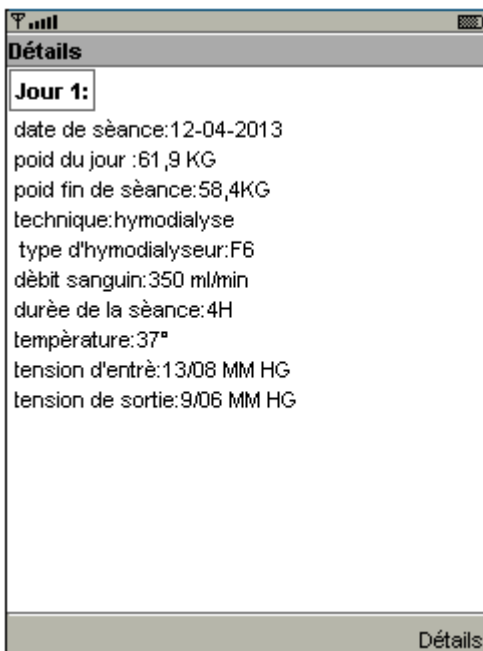 Détails
Jour 1:
date de sèance:12-04-2013
poid du jour :61,9 KG
poid fin de sèance:58,4KG
technique:hymodialyse
type d'hymodialyseur:F6
dèbit sanguin:350 ml/min
durèe de la sèance:4H
tempèrature:37°
tension d'entrè:13/08 MM HG
tension de sortie:9/06 MM HG
Détails